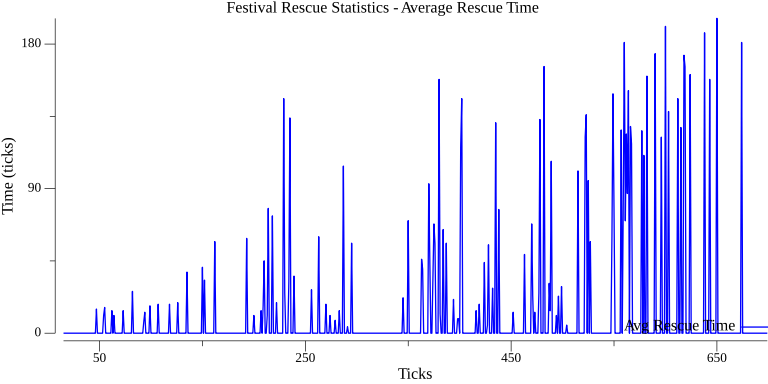 Festival Rescue Statistics - Average Rescue Time
180
90
0
Time (ticks)
Avg Rescue Time
50
250
450
650
Ticks